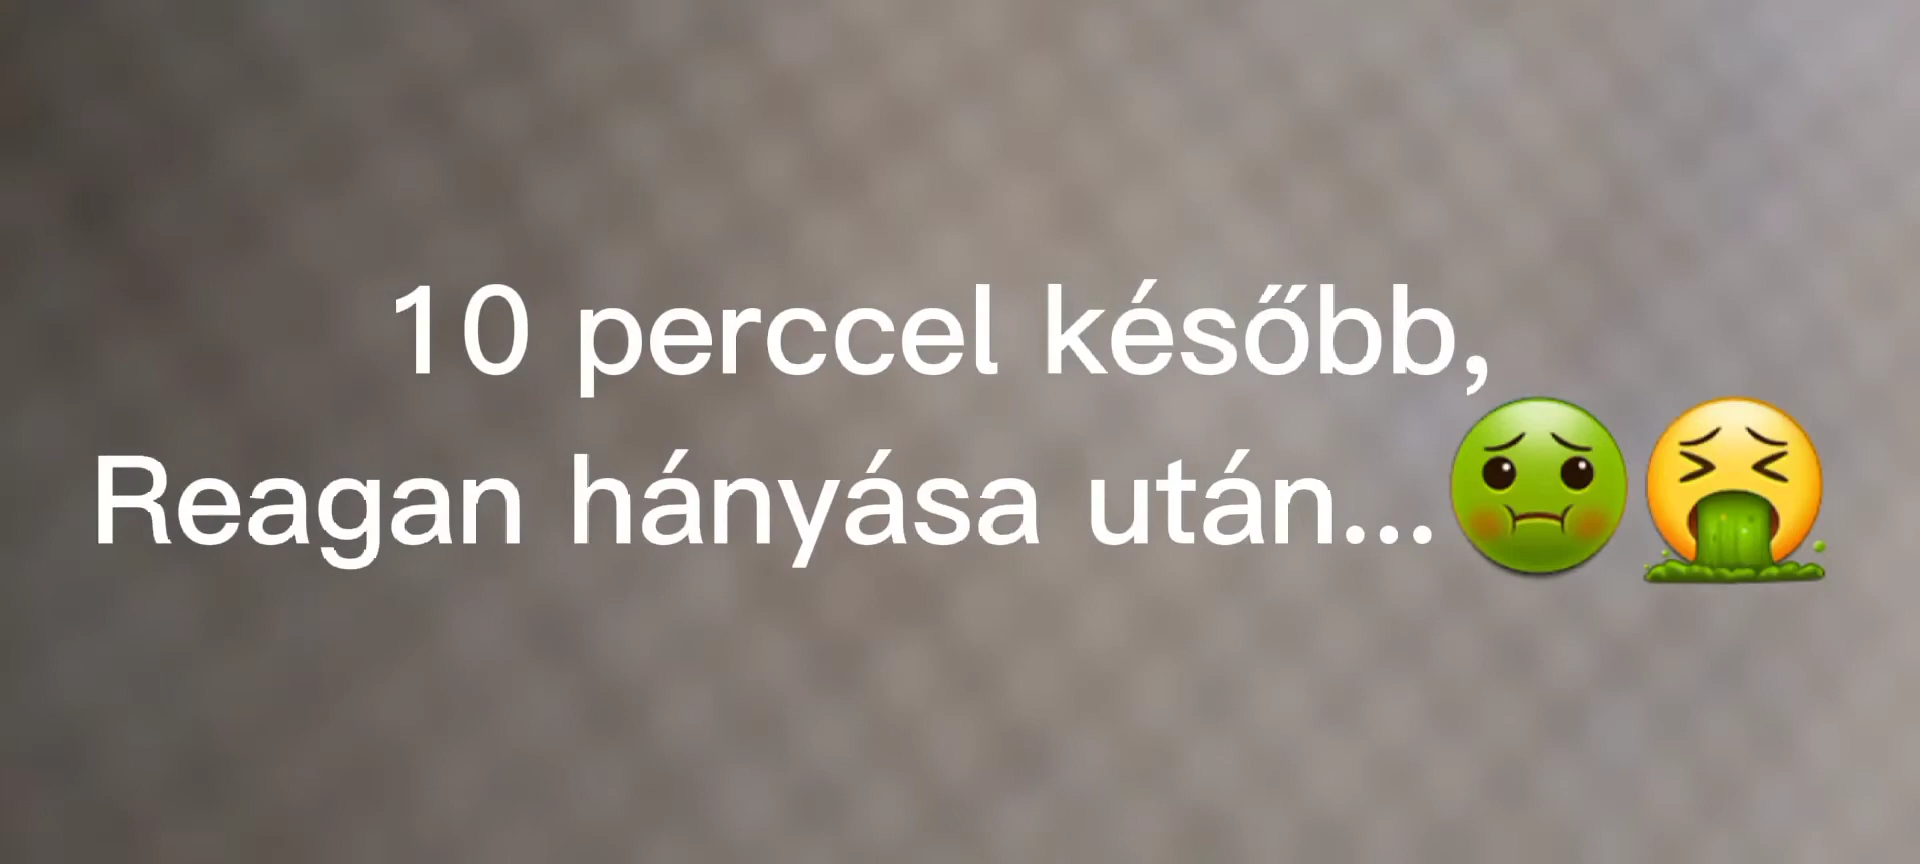 10 perccel később,
Reagan hányása után...🤢🤮